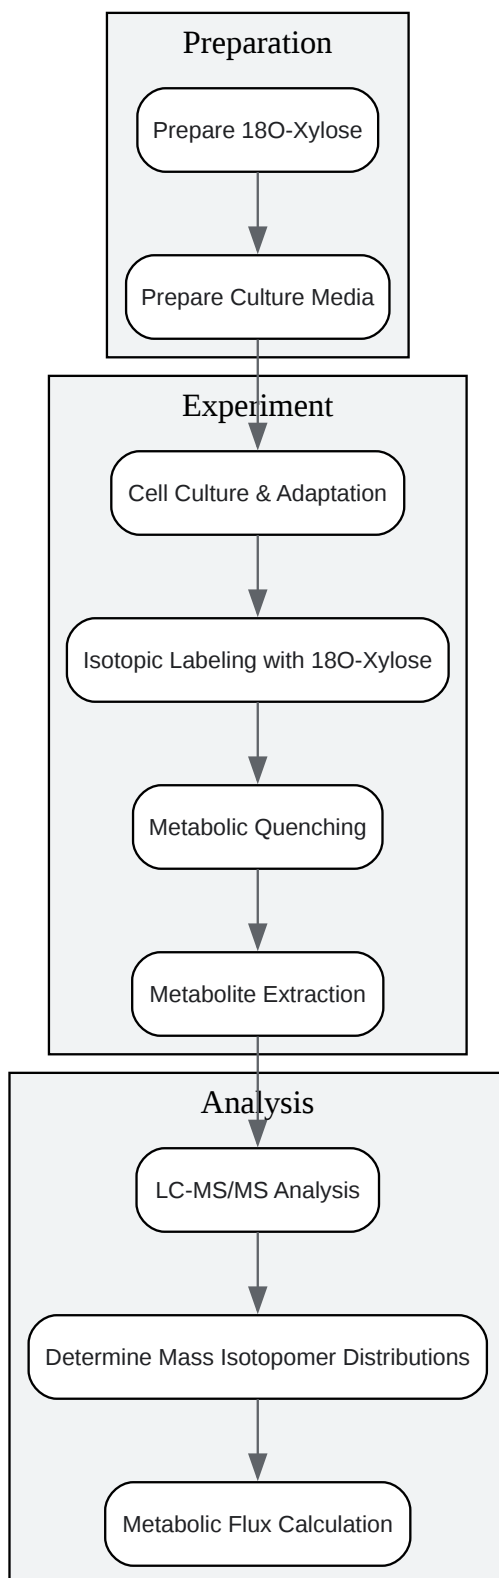 Preparation
Prepare 18O-Xylose
Prepare Culture Media
Experiment
Cell Culture & Adaptation
Isotopic Labeling with 18O-Xylose
Metabolic Quenching
Metabolite Extraction
Analysis
LC-MS/MS Analysis
Determine Mass Isotopomer Distributions
Metabolic Flux Calculation